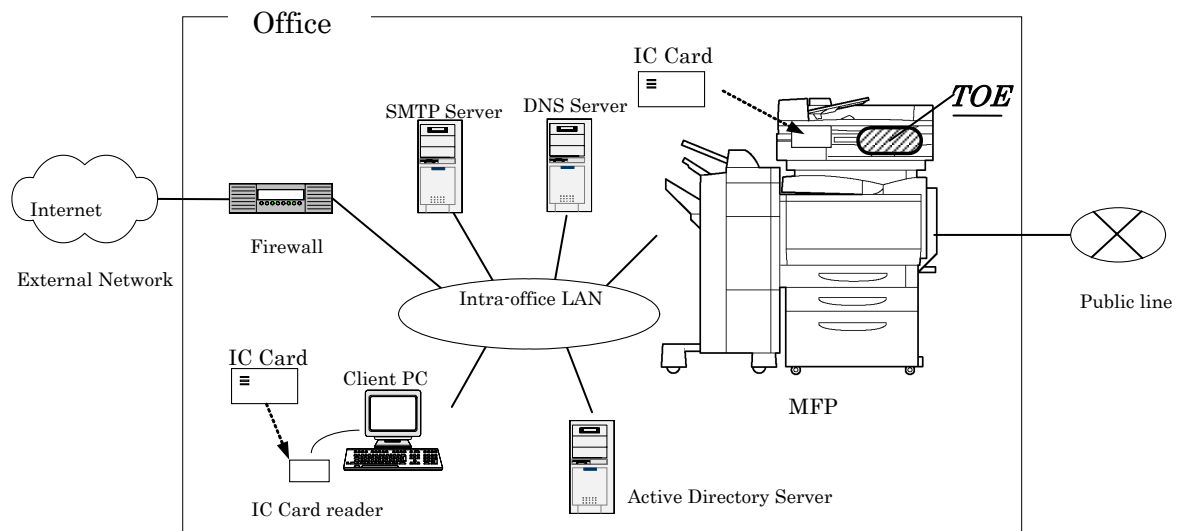 Office
IC Card
TOE
SMTP Server
DNS Server
Internet
Firewall
External Network
Intra-office LAN
Public line
IC Card
Client PC
MFP
Active Directory Server
IC Card reader